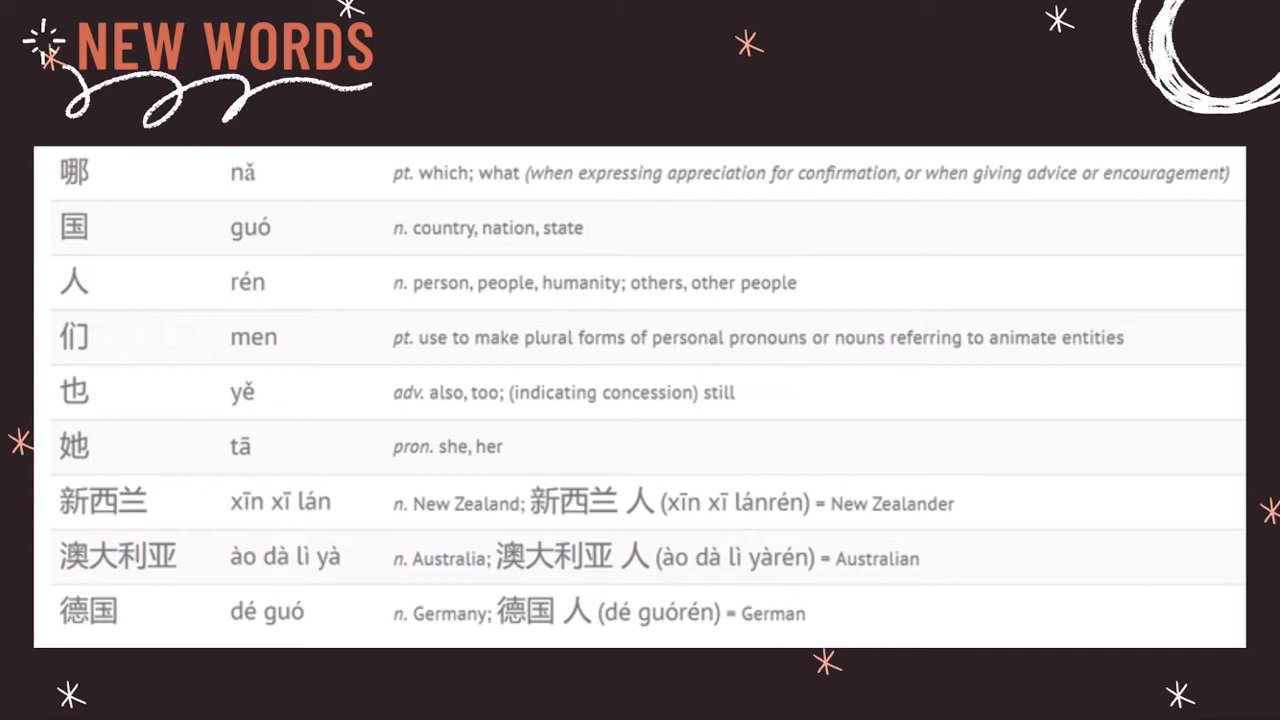 NEW WORDS
哪 nǎ pt. which; what (when expressing appreciation for confirmation, or when giving advice or encouragement)
国 guó n. country, nation, state
人 rén n. person, people, humanity; others, other people
们 men pt. use to make plural forms of personal pronouns or nouns referring to animate entities
也 yě adv. also, too; (indicating concession) still
她 tā pron. she, her
新西兰 xīn xī lán n. New Zealand; 新西兰 人 (xīn xī lánrén) = New Zealander
澳大利亚 ào dà lì yà n. Australia; 澳大利亚 人 (ào dà lì yàrén) = Australian
德国 dé guó n. Germany; 德国 人 (dé guórén) = German